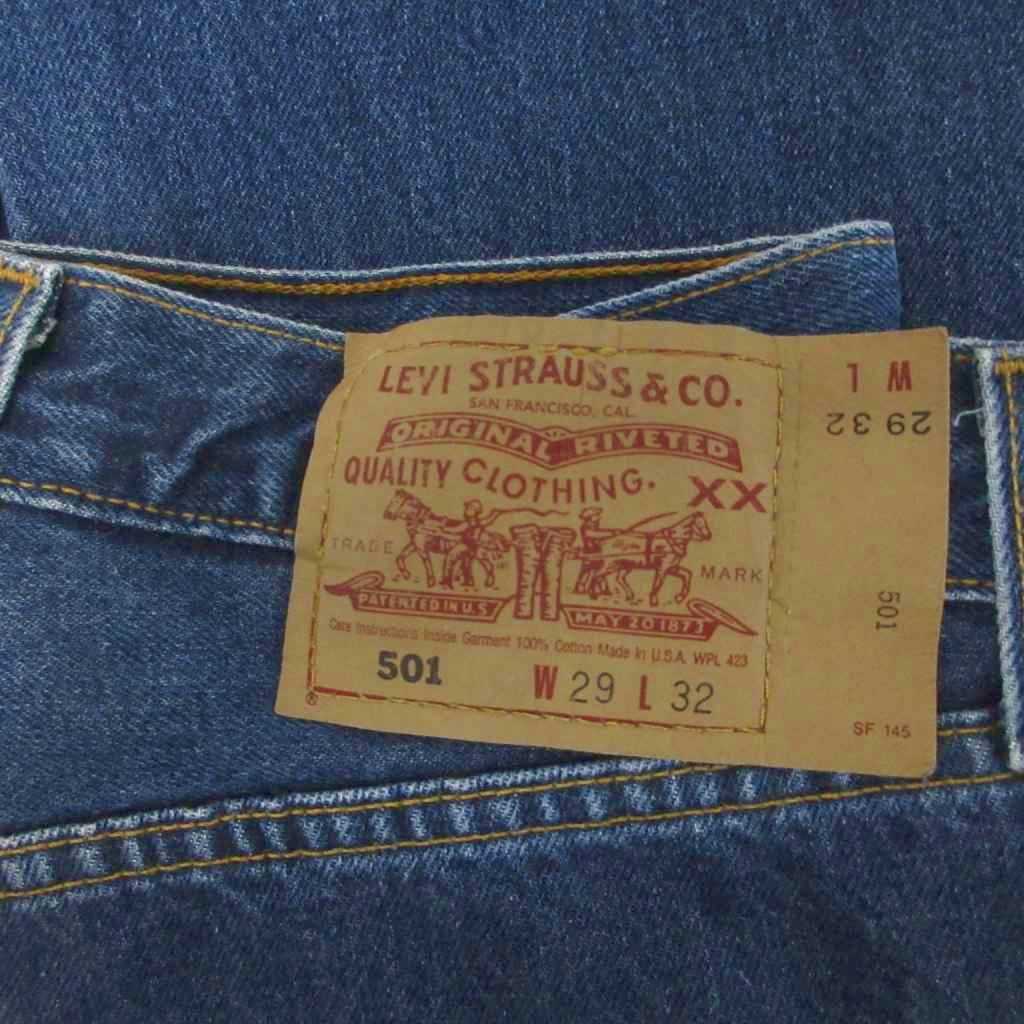 LEVI STRAUSS & CO.
SAN FRANCISCO, CAL.
ORIGINAL RIVETED
QUALITY CLOTHING.
XX
TRADE MARK
PATENTED IN U.S
MAY 20 1873
Care Instructions Inside Garment 100% Cotton Made In U.S.A. WPL 423
501 W 29 L 32
®
W L
29 32
501
SF 145